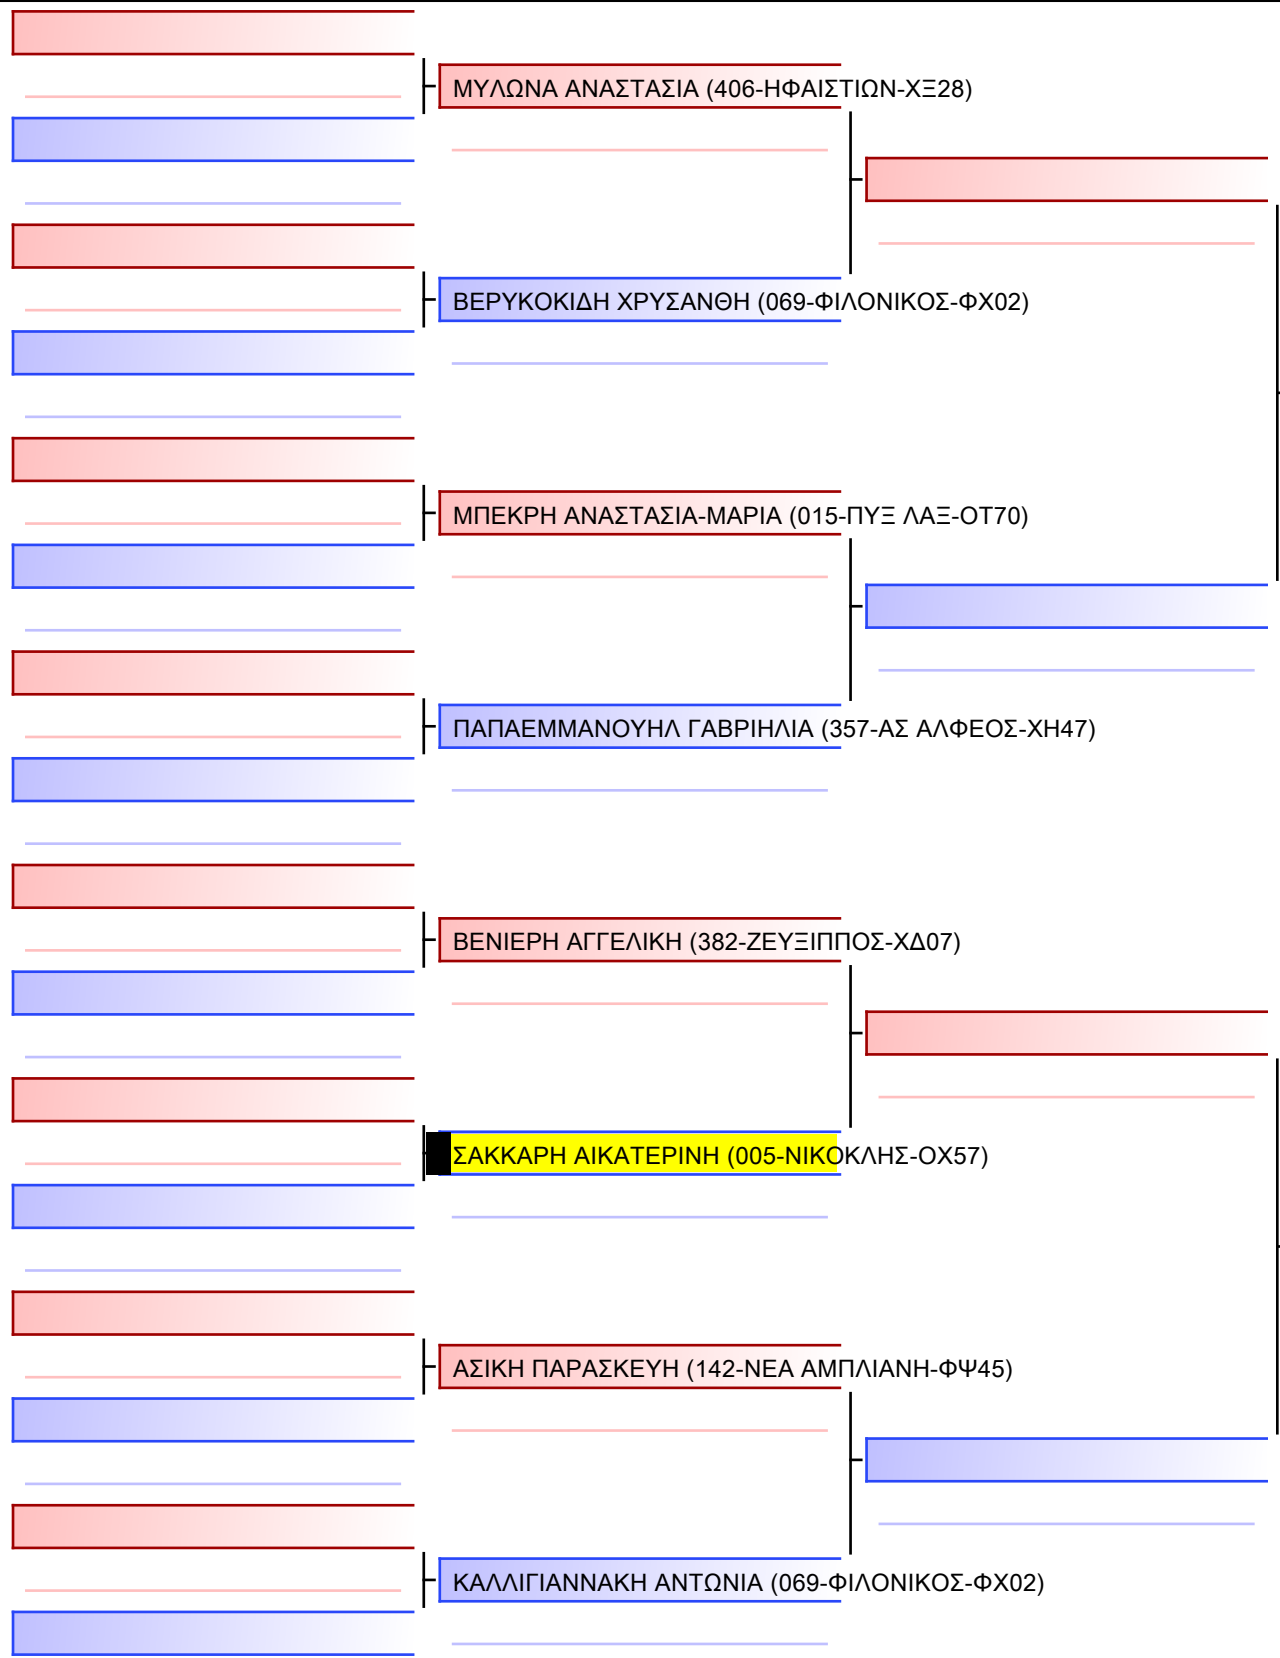 ΜΥΛΩΝΑ ΑΝΑΣΤΑΣΙΑ (406-ΗΦΑΙΣΤΙΩΝ-ΧΞ28)
ΒΕΡΥΚΟΚΙΔΗ ΧΡΥΣΑΝΘΗ (069-ΦΙΛΟΝΙΚΟΣ-ΦΧ02)
ΜΠΕΚΡΗ ΑΝΑΣΤΑΣΙΑ-ΜΑΡΙΑ (015-ΠΥΞ ΛΑΞ-ΟΤ70)
ΠΑΠΑΕΜΜΑΝΟΥΗΛ ΓΑΒΡΙΗΛΙΑ (357-ΑΣ ΑΛΦΕΟΣ-ΧΗ47)
ΒΕΝΙΕΡΗ ΑΓΓΕΛΙΚΗ (382-ΖΕΥΞΙΠΠΟΣ-ΧΔ07)
ΣΑΚΚΑΡΗ ΑΙΚΑΤΕΡΙΝΗ (005-ΝΙΚΟΚΛΗΣ-ΟΧ57)
ΑΣΙΚΗ ΠΑΡΑΣΚΕΥΗ (142-ΝΕΑ ΑΜΠΛΙΑΝΗ-ΦΨ45)
ΚΑΛΛΙΓΙΑΝΝΑΚΗ ΑΝΤΩΝΙΑ (069-ΦΙΛΟΝΙΚΟΣ-ΦΧ02)